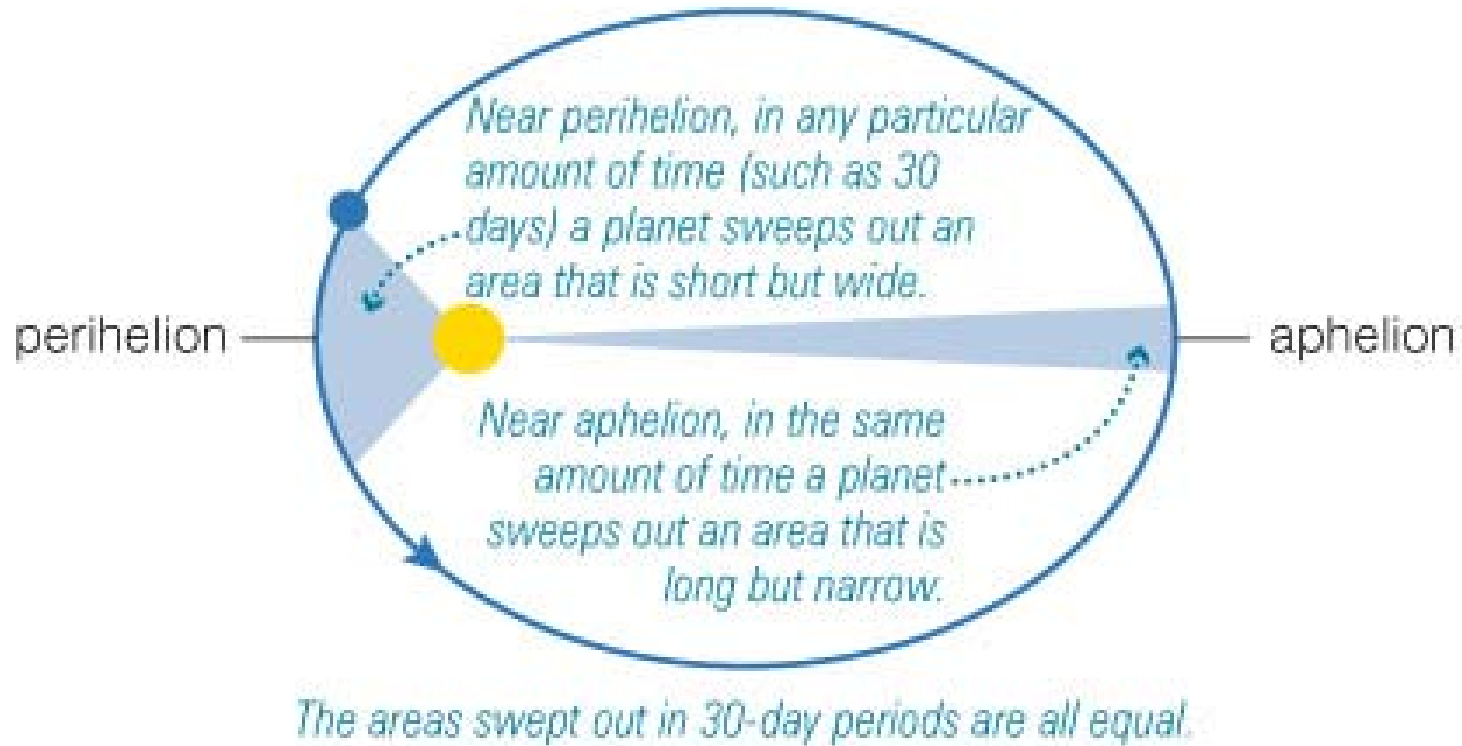 Near perihelion, in any particular
amount of time (such as 30
days) a planet sweeps out an
area that is short but wide.
perihelion
aphelion
Near aphelion, in the same
amount of time a planet
sweeps out an area that is
long but narrow.
The areas swept out in 30-day periods are all equal.